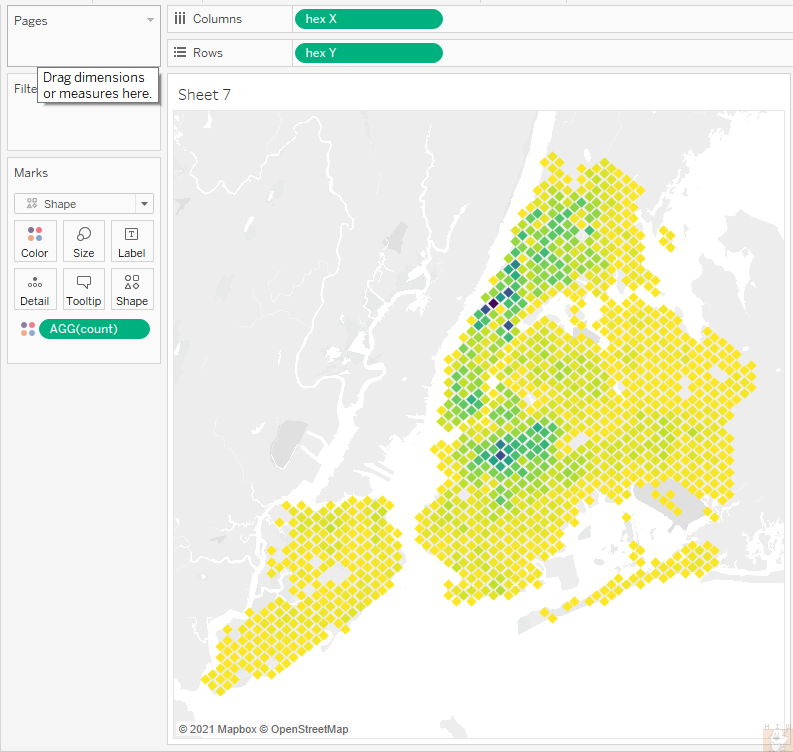 Pages
Columns
hex X
Rows
hex Y
Drag dimensions
or measures here.
Filte
Sheet 7
Marks
Shape
Color
Size
Label
Detail
Tooltip
Shape
AGG(count)
© 2021 Mapbox © OpenStreetMap